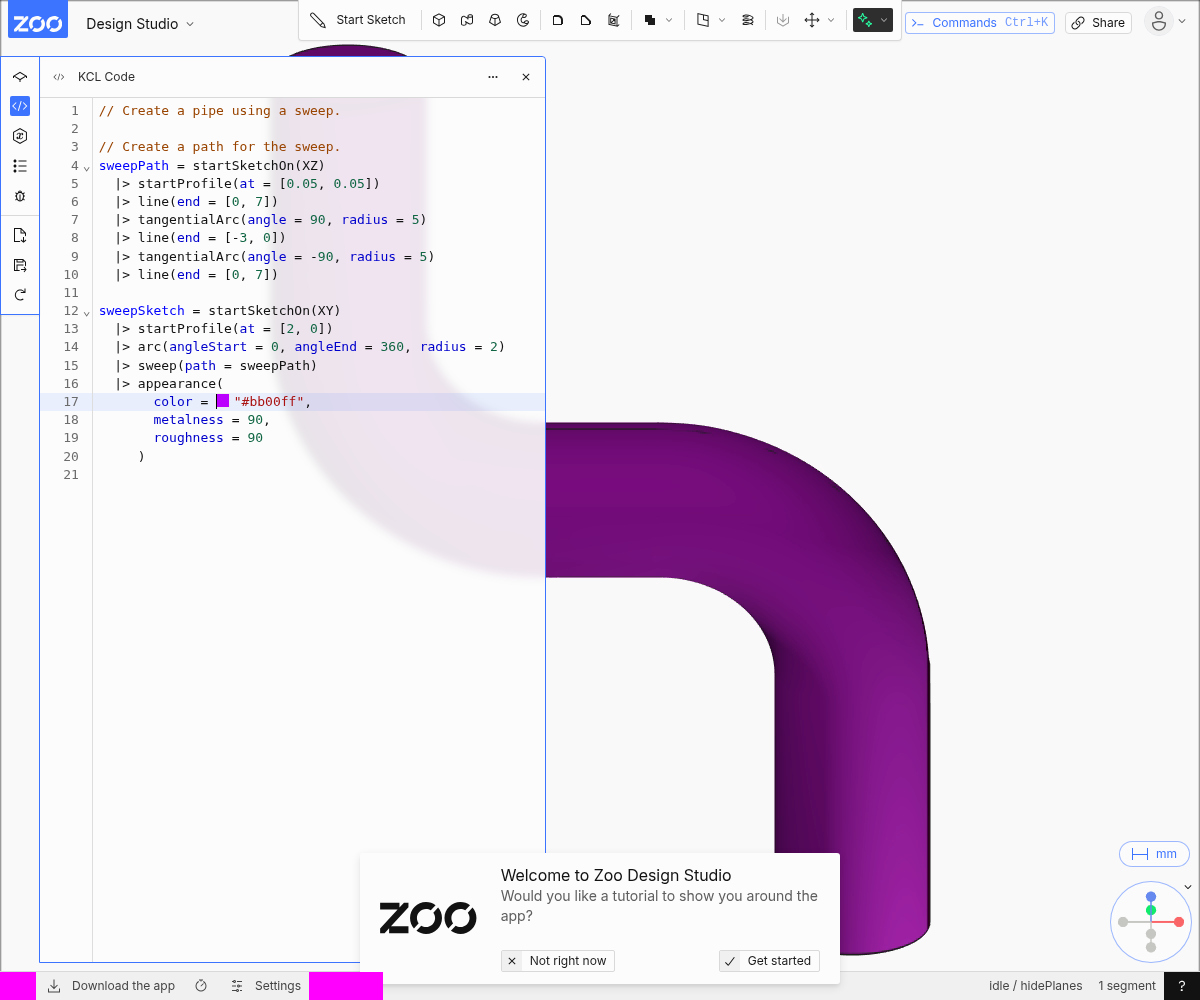 ZOO
Design Studio
Start Sketch
Commands Ctrl+K
Share
KCL Code
1 // Create a pipe using a sweep.
2
3 // Create a path for the sweep.
4 sweepPath = startSketchOn(XZ)
5 |> startProfile(at = [0.05, 0.05])
6 |> line(end = [0, 7])
7 |> tangentialArc(angle = 90, radius = 5)
8 |> line(end = [-3, 0])
9 |> tangentialArc(angle = -90, radius = 5)
10 |> line(end = [0, 7])
11
12 sweepSketch = startSketchOn(XY)
13 |> startProfile(at = [2, 0])
14 |> arc(angleStart = 0, angleEnd = 360, radius = 2)
15 |> sweep(path = sweepPath)
16 |> appearance(
17 color = "#bb00ff",
18 metalness = 90,
19 roughness = 90
20 )
21
mm
ZOO
Welcome to Zoo Design Studio
Would you like a tutorial to show you around the
app?
Not right now
Get started
Download the app
Settings
idle / hidePlanes
1 segment
?